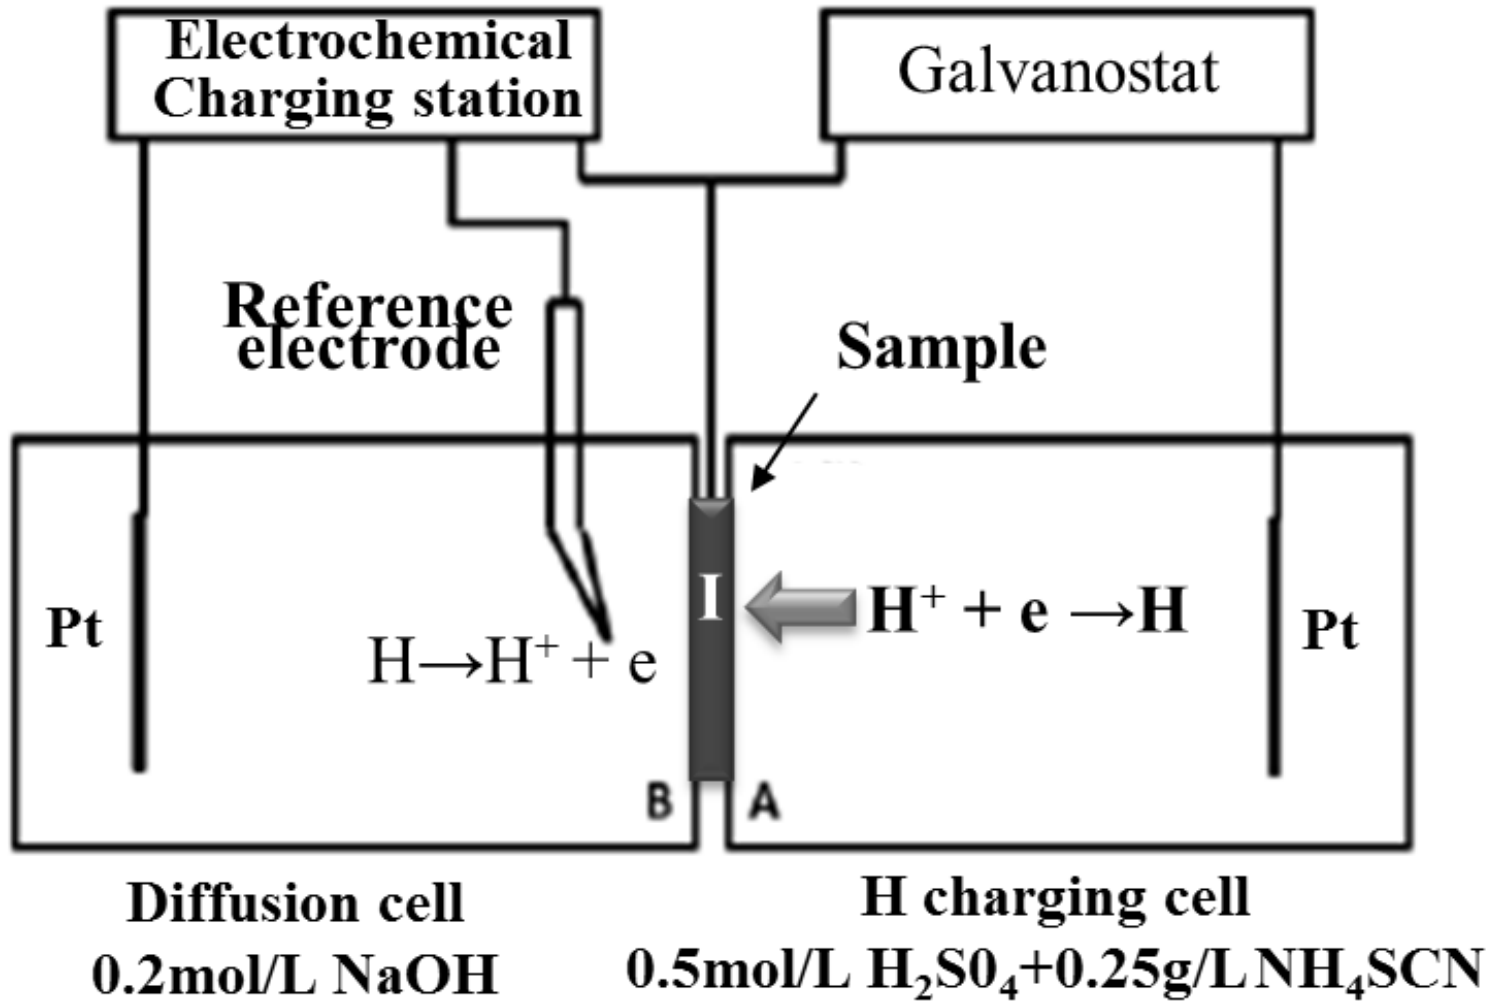 Electrochemical
Charging station
Galvanostat
Reference
electrode
Sample
Pt
H→H⁺ + e
I
H⁺ + e →H
Pt
B
A
Diffusion cell
0.2mol/L NaOH
H charging cell
0.5mol/L H₂S0₄+0.25g/L NH₄SCN